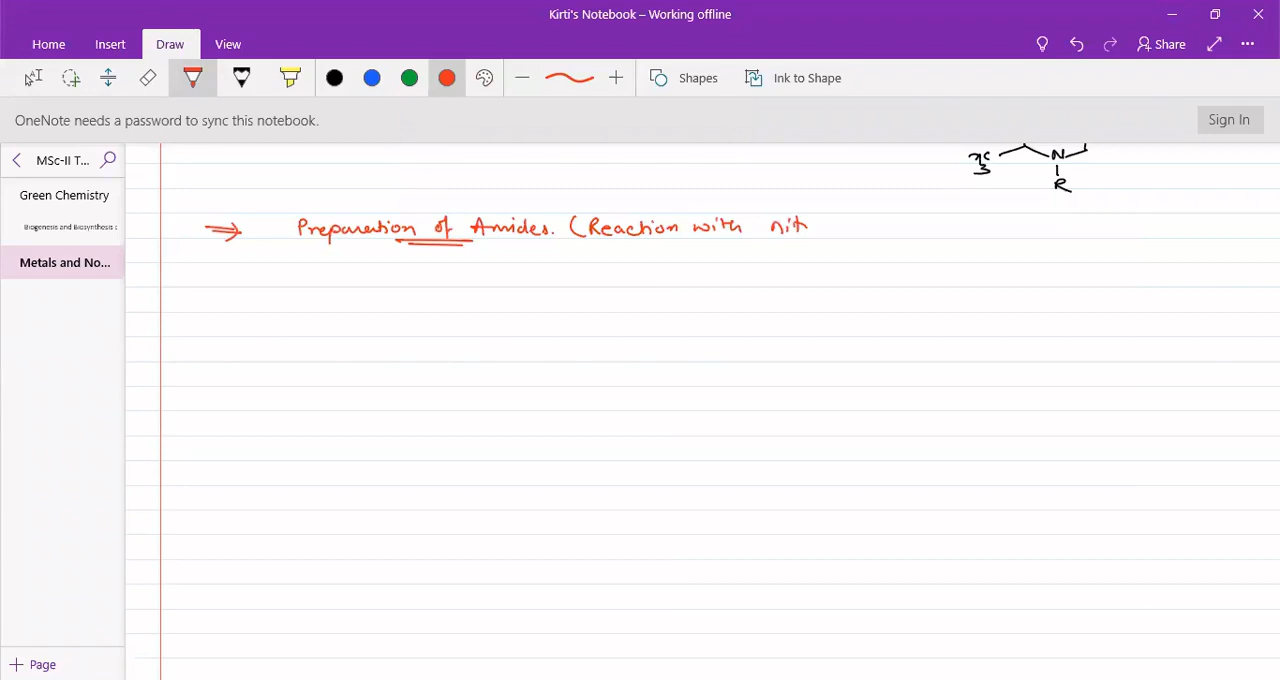 Kirti's Notebook – Working offline
Home Insert Draw View Share
Shapes Ink to Shape
OneNote needs a password to sync this notebook. Sign In
MSc-II T...
Green Chemistry
Biogenesis and Biosynthesis :
Metals and No...
N
R
⇒ Preparation of Amides. (Reaction with nit
+ Page